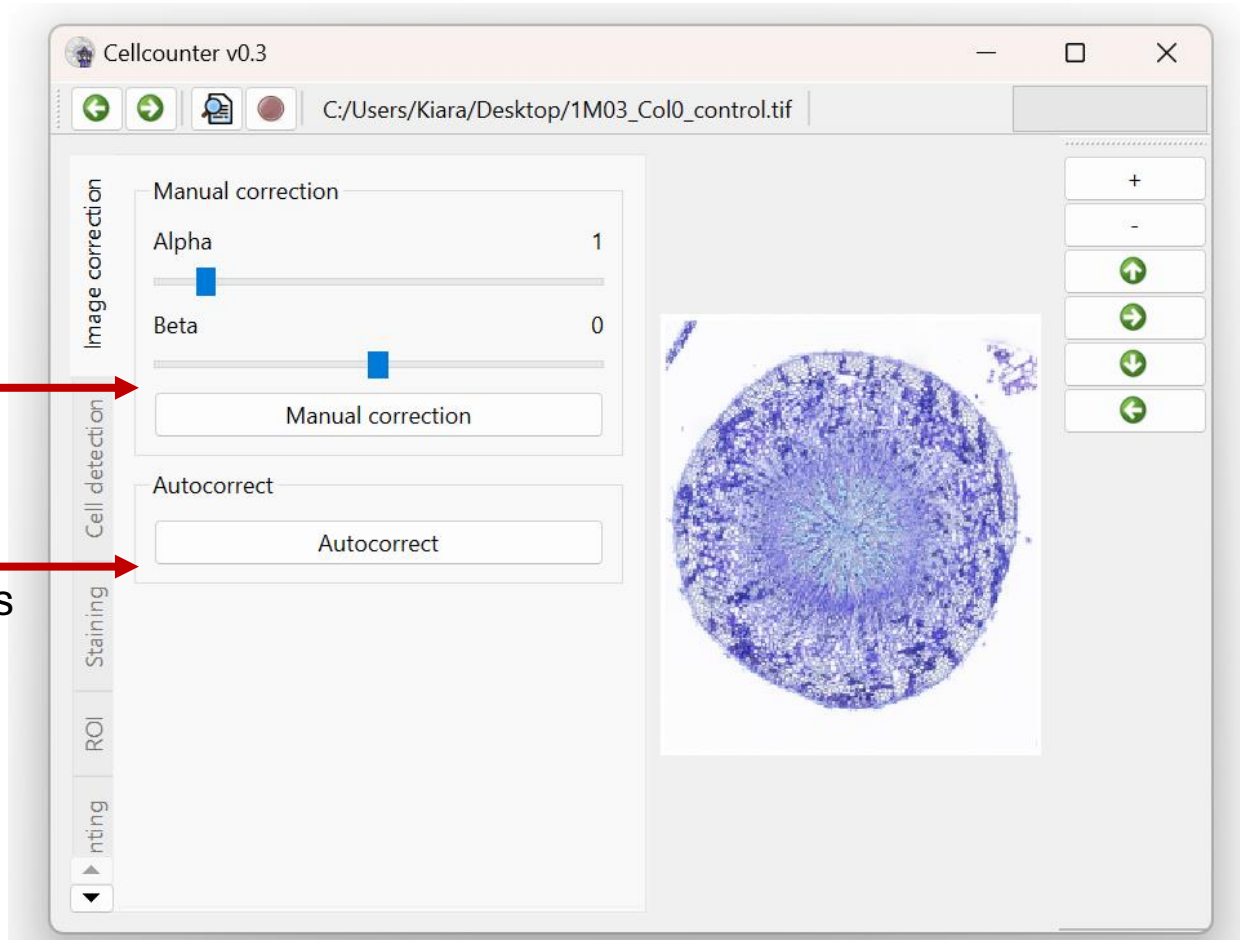 Cellcounter v0.3
C:/Users/Kiara/Desktop/1M03_Col0_control.tif
Image correction
Cell detection
Staining
ROI
nting
Manual correction
Alpha 1
Beta 0
Manual correction
Autocorrect
Autocorrect
+
-
s